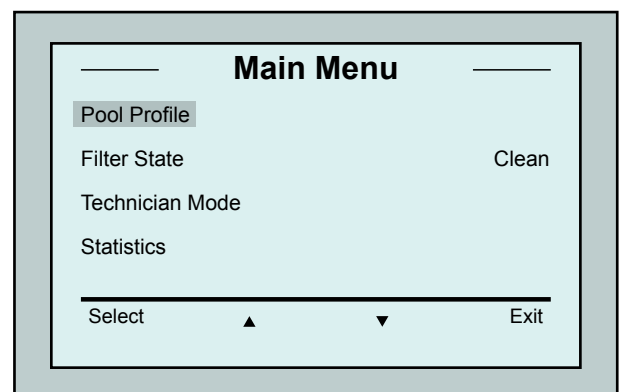 Main Menu
Pool Profile
Filter State Clean
Technician Mode
Statistics
Select ▲ ▼ Exit